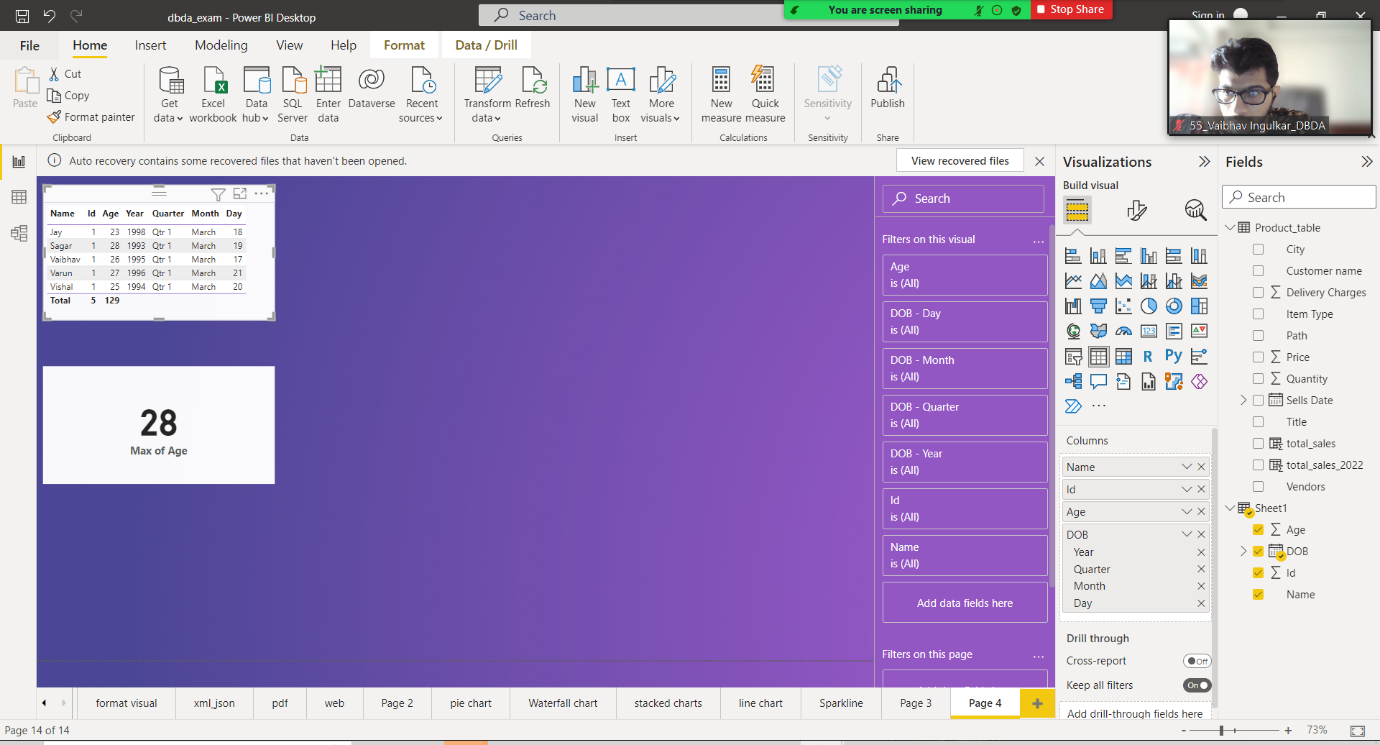 dbda_exam - Power BI Desktop
Search
You are screen sharing
Stop Share
Sign in
File
Home
Insert
Modeling
View
Help
Format
Data / Drill
Paste
Cut
Copy
Format painter
Clipboard
Get data
Excel workbook
Data hub
SQL Server
Enter data
Dataverse
Recent sources
Data
Transform data
Refresh
Queries
New visual
Text box
More visuals
Insert
New measure
Quick measure
Calculations
Sensitivity
Sensitivity
Publish
Share
55_Vaibhav Ingulkar_DBDA
Auto recovery contains some recovered files that haven't been opened.
View recovered files
Name Id Age Year Quarter Month Day
Jay 1 23 1998 Qtr 1 March 18
Sagar 1 28 1993 Qtr 1 March 19
Vaibhav 1 26 1995 Qtr 1 March 17
Varun 1 27 1996 Qtr 1 March 21
Vishal 1 25 1994 Qtr 1 March 20
Total 5 129
28
Max of Age
Search
Filters on this visual
Age
is (All)
DOB - Day
is (All)
DOB - Month
is (All)
DOB - Quarter
is (All)
DOB - Year
is (All)
Id
is (All)
Name
is (All)
Add data fields here
Filters on this page
Visualizations
Build visual
123
R
Py
Columns
Name
Id
Age
DOB
Year
Quarter
Month
Day
Drill through
Cross-report
Off
Keep all filters
On
Add drill-through fields here
Fields
Search
Product_table
City
Customer name
Delivery Charges
Item Type
Path
Price
Quantity
Sells Date
Title
total_sales
total_sales_2022
Vendors
Sheet1
Age
DOB
Id
Name
format visual
xml_json
pdf
web
Page 2
pie chart
Waterfall chart
stacked charts
line chart
Sparkline
Page 3
Page 4
Page 14 of 14
73%